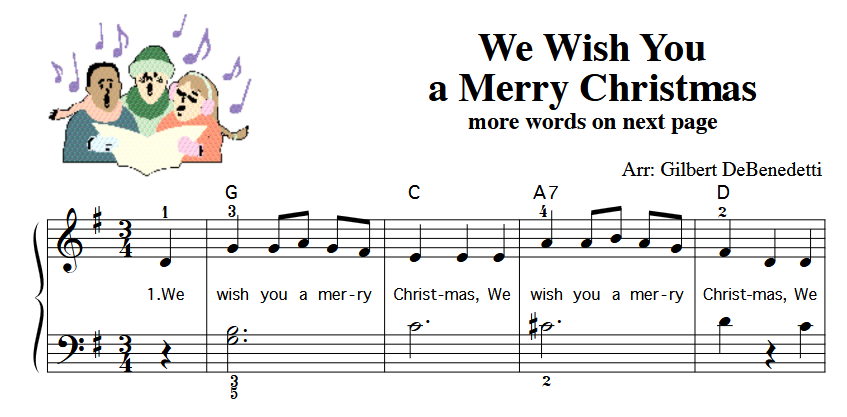 We Wish You
a Merry Christmas
more words on next page
Arr: Gilbert DeBenedetti
G C A7 D
1 3 4 2
3
4
1.We wish you a mer-ry Christ-mas, We wish you a mer-ry Christ-mas, We
3
4
3 2
5